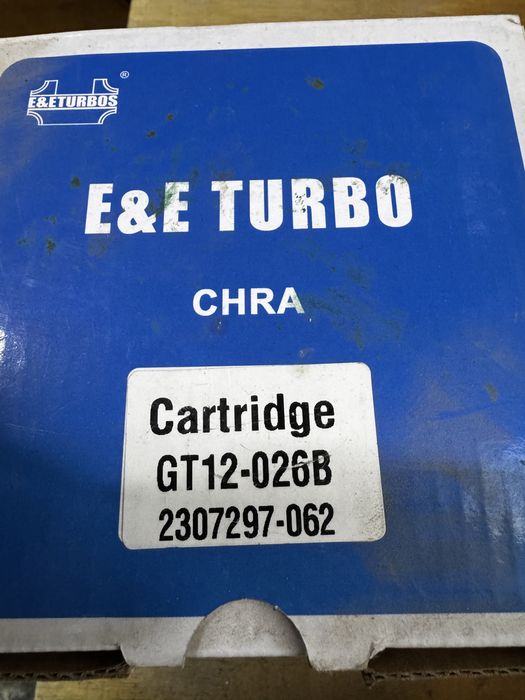 E&ETURBOS
®
E&E TURBO
CHRA
Cartridge
GT12-026B
2307297-062